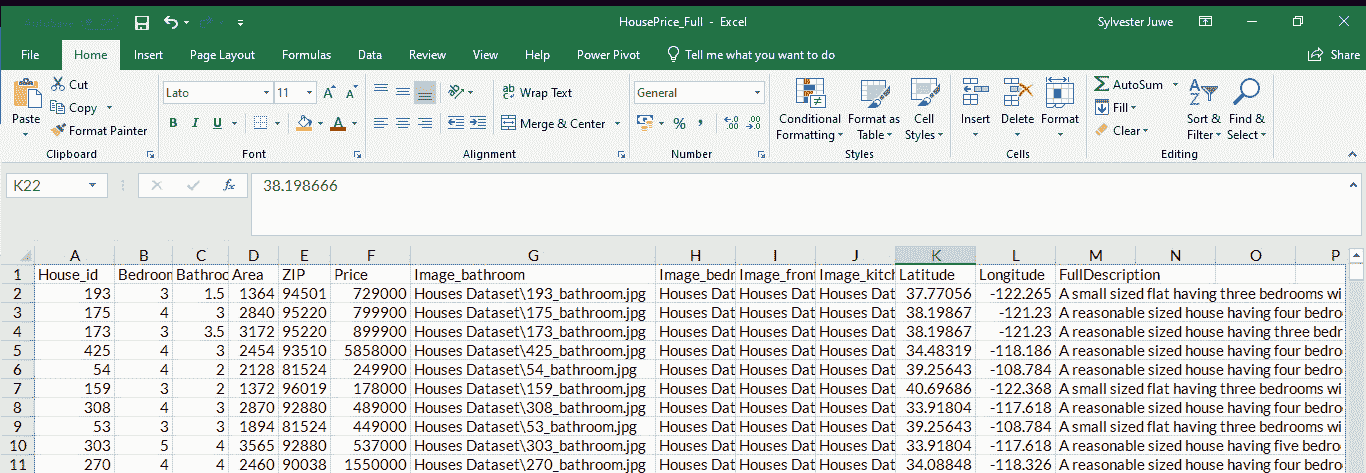 HousePrice_Full - Excel
Sylvester Juwe
File Home Insert Page Layout Formulas Data Review View Help Power Pivot Tell me what you want to do Share
Paste
Cut
Copy
Format Painter
Clipboard
Lato 11
B I U
Font
Wrap Text
Merge & Center
Alignment
General
%
Number
Conditional Formatting
Format as Table
Cell Styles
Styles
Insert Delete Format
Cells
AutoSum
Fill
Clear
Sort & Filter
Find & Select
Editing
K22 fx 38.198666
A B C D E F G H I J K L M N O P
1 House_id Bedroon Bathroo Area ZIP Price Image_bathroom Image_bedr Image_fron Image_kitch Latitude Longitude FullDescription
2 193 3 1.5 1364 94501 729000 Houses Dataset\193_bathroom.jpg Houses Dat Houses Dat Houses Dat 37.77056 -122.265 A small sized flat having three bedrooms wi
3 175 4 3 2840 95220 799900 Houses Dataset\175_bathroom.jpg Houses Dat Houses Dat Houses Dat 38.19867 -121.23 A reasonable sized house having four bedro
4 173 3 3.5 3172 95220 899900 Houses Dataset\173_bathroom.jpg Houses Dat Houses Dat Houses Dat 38.19867 -121.23 A reasonable sized house having three bedr
5 425 4 3 2454 93510 5858000 Houses Dataset\425_bathroom.jpg Houses Dat Houses Dat Houses Dat 34.48319 -118.186 A reasonable sized house having four bedro
6 54 4 2 2128 81524 249900 Houses Dataset\54_bathroom.jpg Houses Dat Houses Dat Houses Dat 39.25643 -108.784 A reasonable sized house having four bedro
7 159 3 2 1372 96019 178000 Houses Dataset\159_bathroom.jpg Houses Dat Houses Dat Houses Dat 40.69686 -122.368 A small sized flat having three bedrooms wi
8 308 4 3 2870 92880 489000 Houses Dataset\308_bathroom.jpg Houses Dat Houses Dat Houses Dat 33.91804 -117.618 A reasonable sized house having four bedro
9 53 3 3 1894 81524 449000 Houses Dataset\53_bathroom.jpg Houses Dat Houses Dat Houses Dat 39.25643 -108.784 A small sized flat having three bedrooms wi
10 303 5 4 3565 92880 537000 Houses Dataset\303_bathroom.jpg Houses Dat Houses Dat Houses Dat 33.91804 -117.618 A reasonable sized house having five bedro
11 270 4 4 2460 90038 1550000 Houses Dataset\270_bathroom.jpg Houses Dat Houses Dat Houses Dat 34.08848 -118.326 A reasonable sized house having four bedro